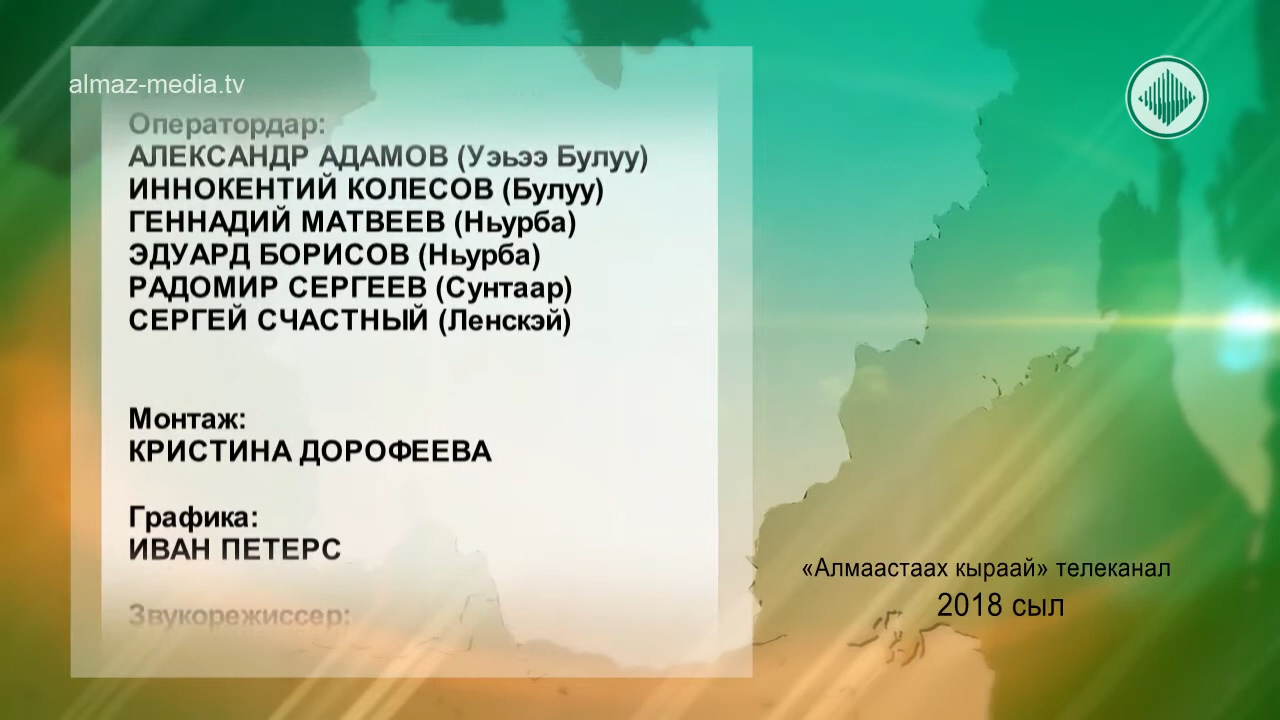 almaz-media.tv
Оператордар:
АЛЕКСАНДР АДАМОВ (Уэьээ Булуу)
ИННОКЕНТИЙ КОЛЕСОВ (Булуу)
ГЕННАДИЙ МАТВЕЕВ (Ньурба)
ЭДУАРД БОРИСОВ (Ньурба)
РАДОМИР СЕРГЕЕВ (Сунтаар)
СЕРГЕЙ СЧАСТНЫЙ (Ленскэй)
Монтаж:
КРИСТИНА ДОРОФЕЕВА
Графика:
ИВАН ПЕТЕРС
Звукорежиссер:
«Алмаастаах кыраай» телеканал
2018 сыл